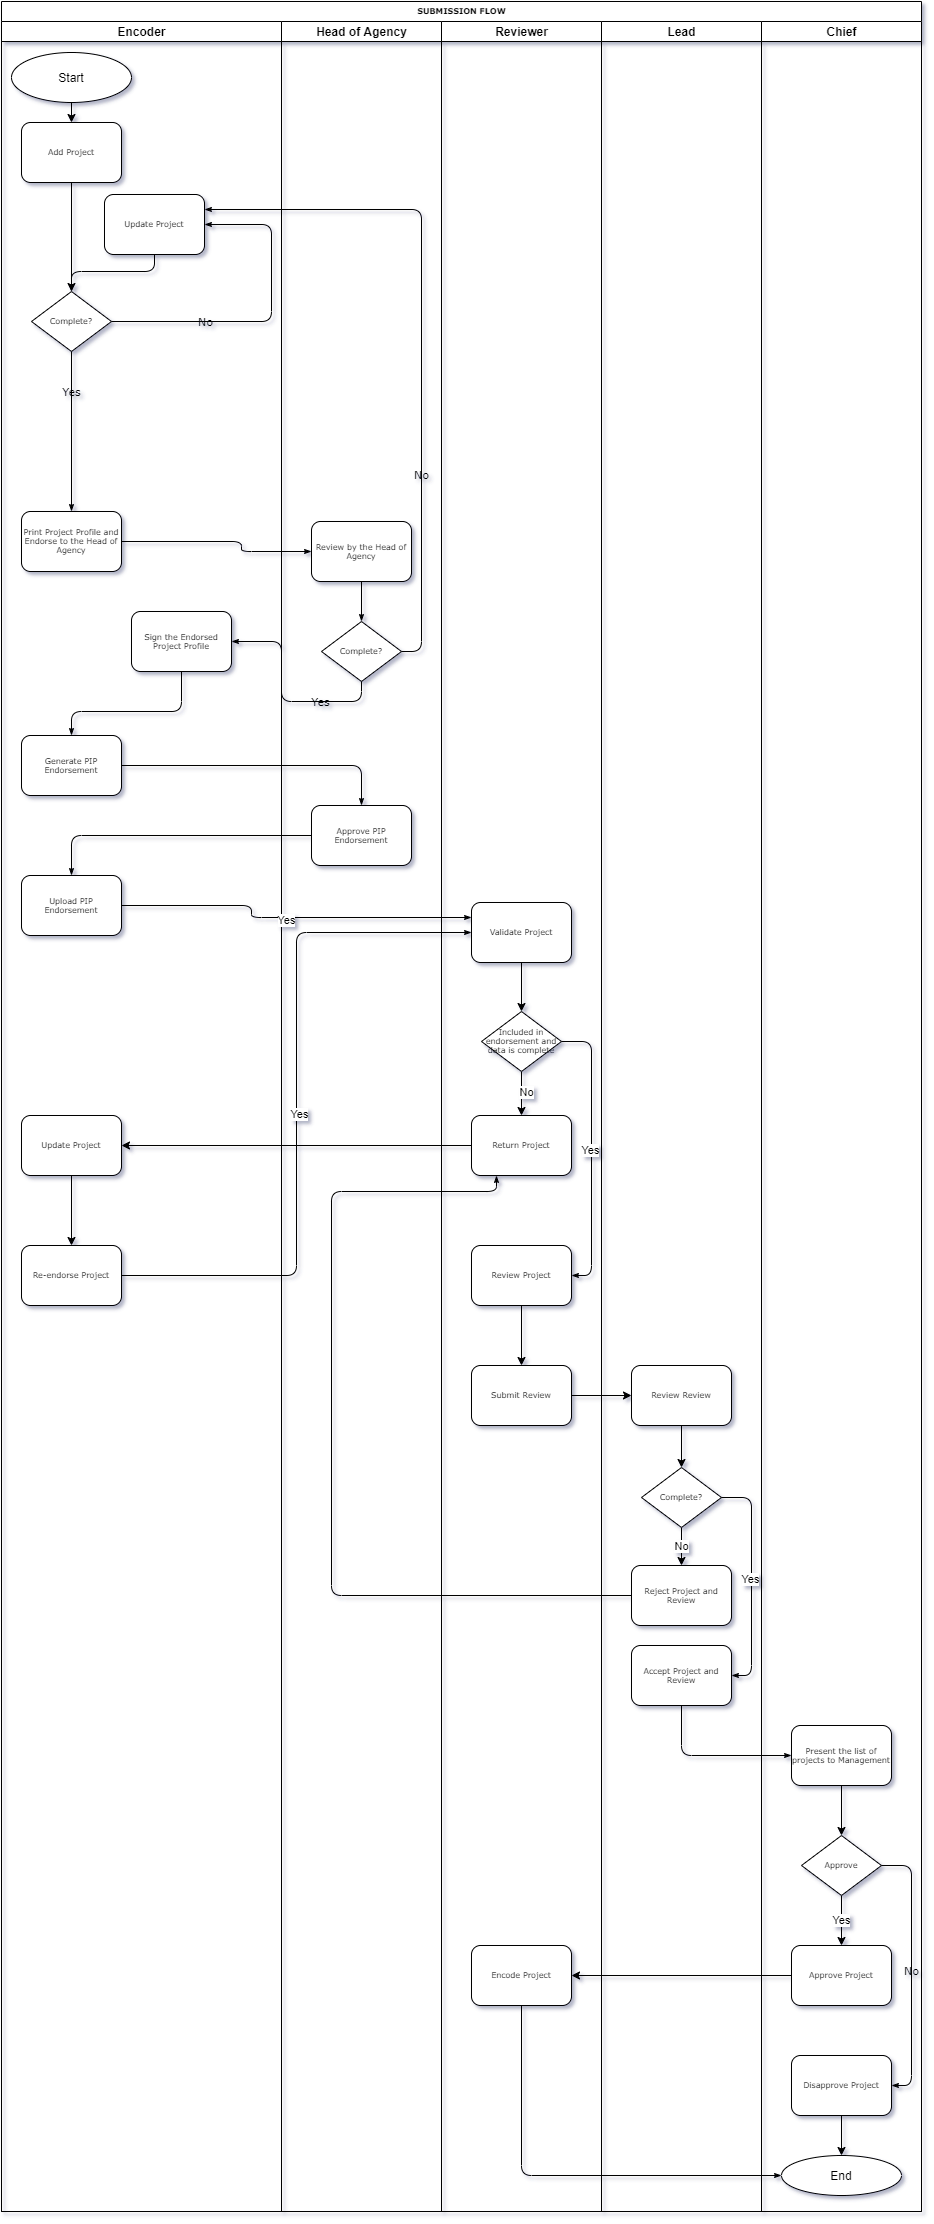 SUBMISSION FLOW
Encoder
Head of Agency
Reviewer
Lead
Chief
Start
Add Project
Update Project
Complete?
No
Yes
No
Print Project Profile and
Endorse to the Head of
Agency
Review by the Head of
Agency
Sign the Endorsed
Project Profile
Complete?
Yes
Generate PIP
Endorsement
Approve PIP
Endorsement
Upload PIP
Endorsement
Yes
Validate Project
Included in
endorsement and
data is complete
No
Yes
Update Project
Return Project
Yes
Re-endorse Project
Review Project
Submit Review
Review Review
Complete?
No
Yes
Reject Project and
Review
Accept Project and
Review
Present the list of
projects to Management
Approve
Yes
Encode Project
Approve Project
No
Disapprove Project
End